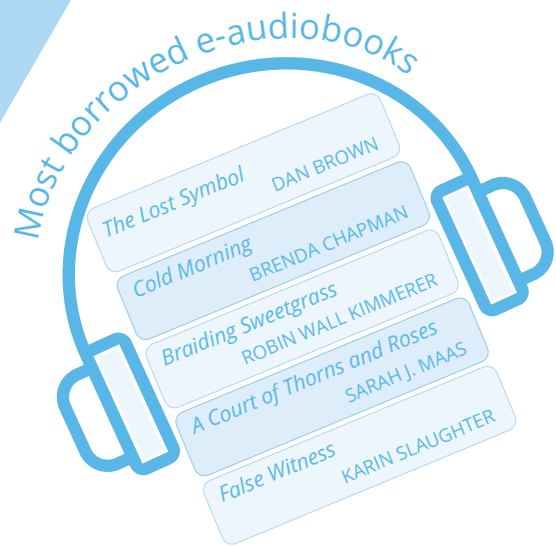 Most borrowed e-audiobooks
The Lost Symbol
DAN BROWN
Cold Morning
BRENDA CHAPMAN
Braiding Sweetgrass
ROBIN WALL KIMMERER
A Court of Thorns and Roses
SARAH J. MAAS
False Witness
KARIN SLAUGHTER